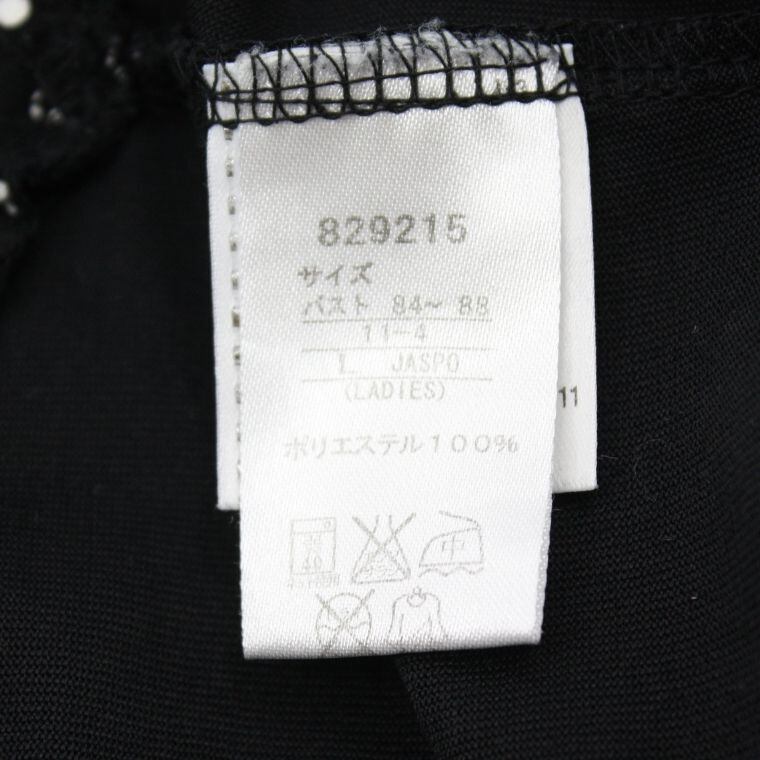 829215
サイズ
バスト 84～ 88
11-4
L JASPO
(LADIES)
11
ポリエステル100%
40
中